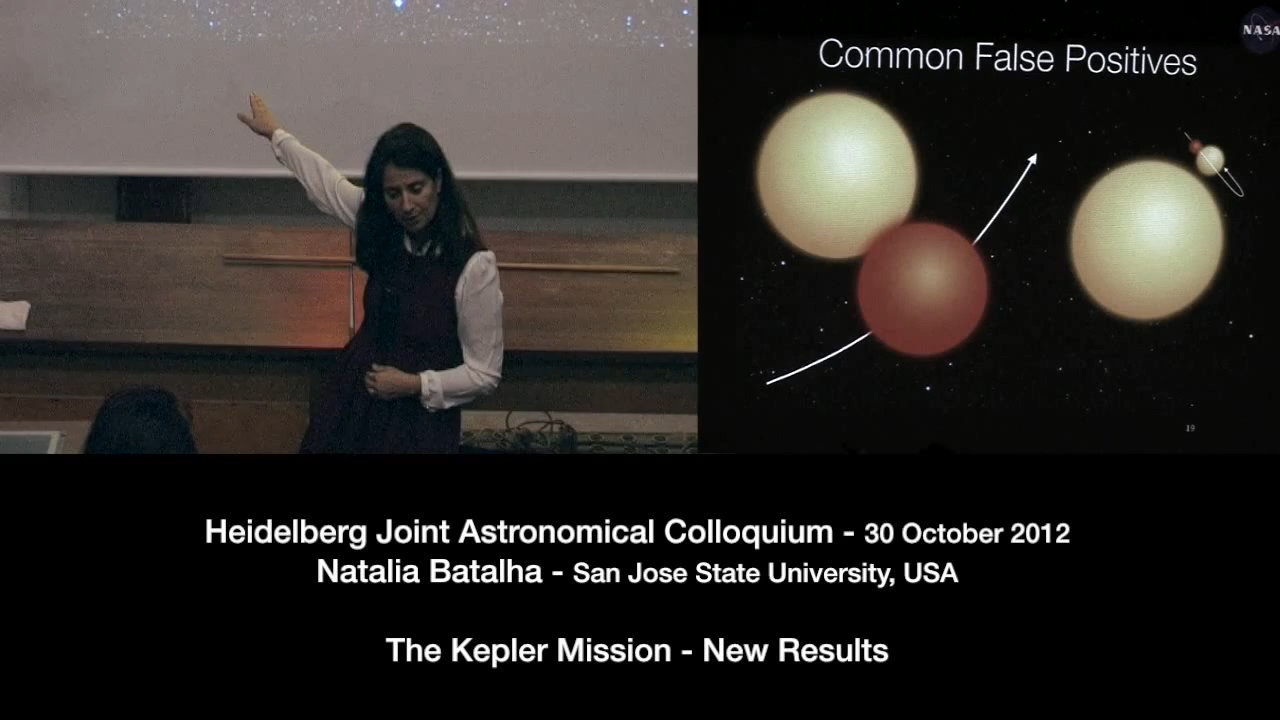 NASA
Common False Positives
19
Heidelberg Joint Astronomical Colloquium - 30 October 2012
Natalia Batalha - San Jose State University, USA
The Kepler Mission - New Results